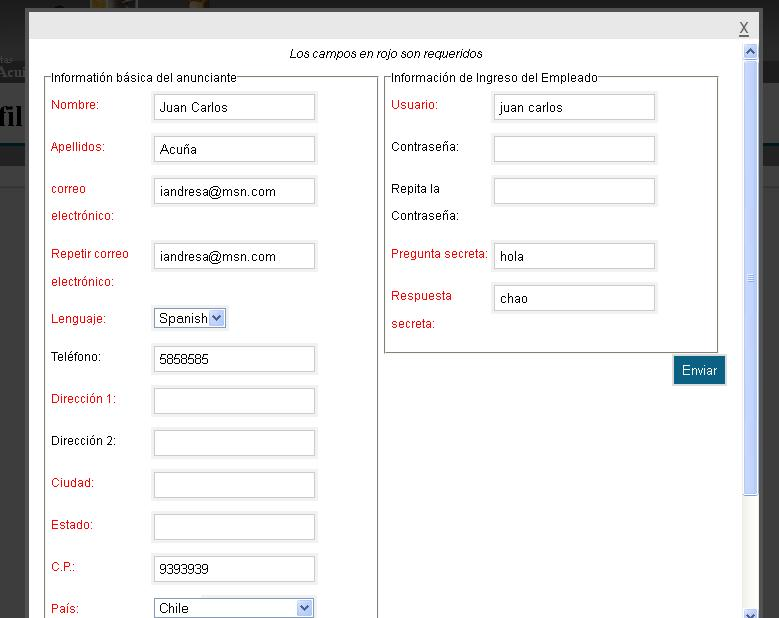 X
tas
Acui
fil
Los campos en rojo son requeridos
Informatión básica del anunciante
Nombre: Juan Carlos
Apellidos: Acuña
correo
electrónico: iandresa@msn.com
Repetir correo
electrónico: iandresa@msn.com
Lenguaje: Spanish
Teléfono: 5858585
Dirección 1:
Dirección 2:
Ciudad:
Estado:
C.P.: 9393939
País: Chile
Información de Ingreso del Empleado
Usuario: juan carlos
Contraseña:
Repita la
Contraseña:
Pregunta secreta: hola
Respuesta
secreta: chao
Enviar